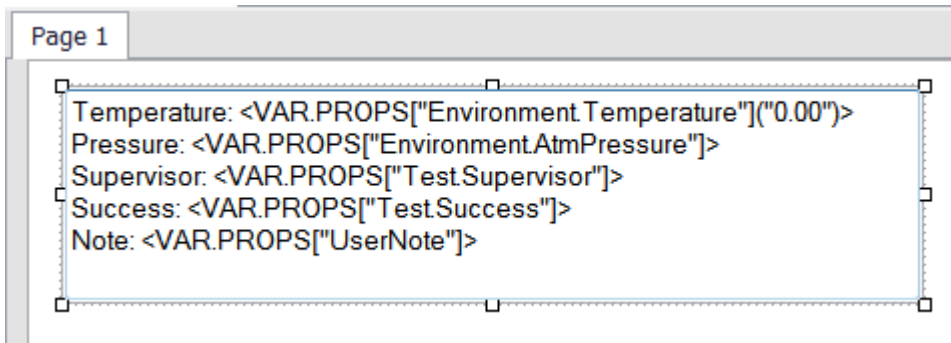 Page 1
Temperature: <VAR.PROPS["Environment.Temperature"]("0.00")>
Pressure: <VAR.PROPS["Environment.AtmPressure"]>
Supervisor: <VAR.PROPS["Test.Supervisor"]>
Success: <VAR.PROPS["Test.Success"]>
Note: <VAR.PROPS["UserNote"]>